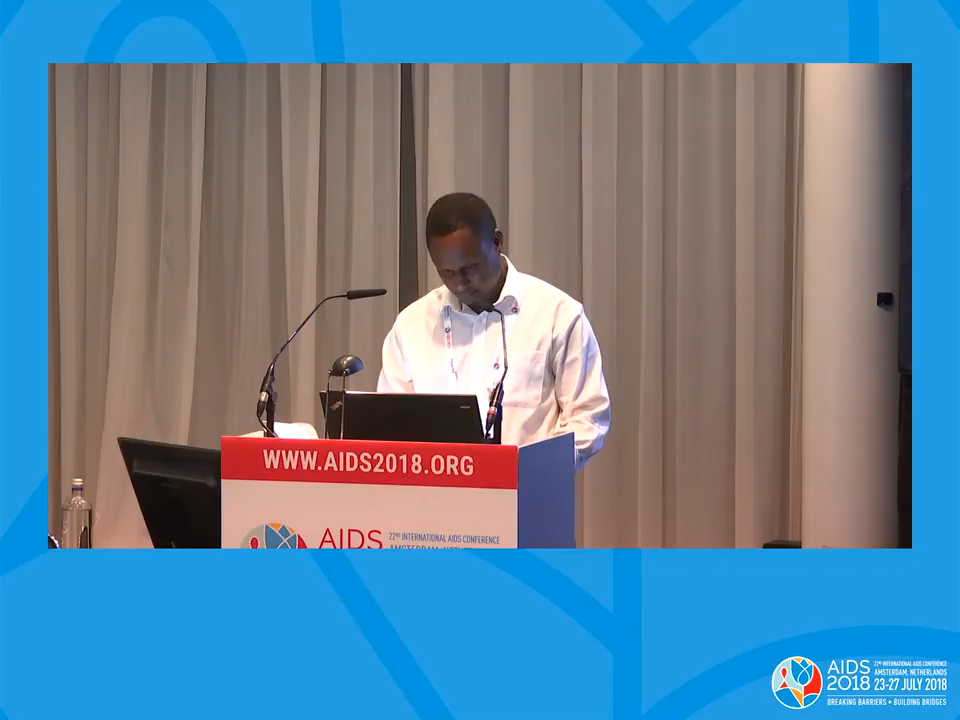 WWW.AIDS2018.ORG
AIDS
22ND INTERNATIONAL AIDS CONFERENCE
AIDS
2018
22ND INTERNATIONAL AIDS CONFERENCE
AMSTERDAM, NETHERLANDS
23-27 JULY 2018
BREAKING BARRIERS • BUILDING BRIDGES